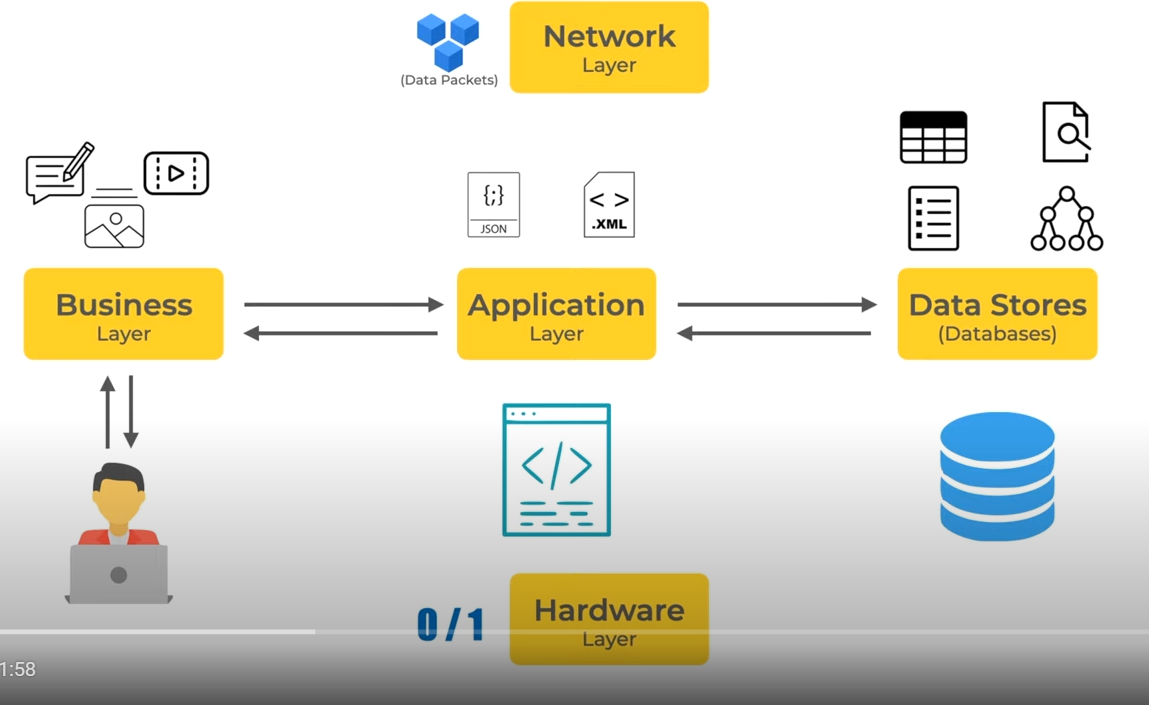 Network
Layer
(Data Packets)
{;}
JSON
< >
.XML
Business
Layer
Application
Layer
Data Stores
(Databases)
</>
0/1
Hardware
Layer
1:58